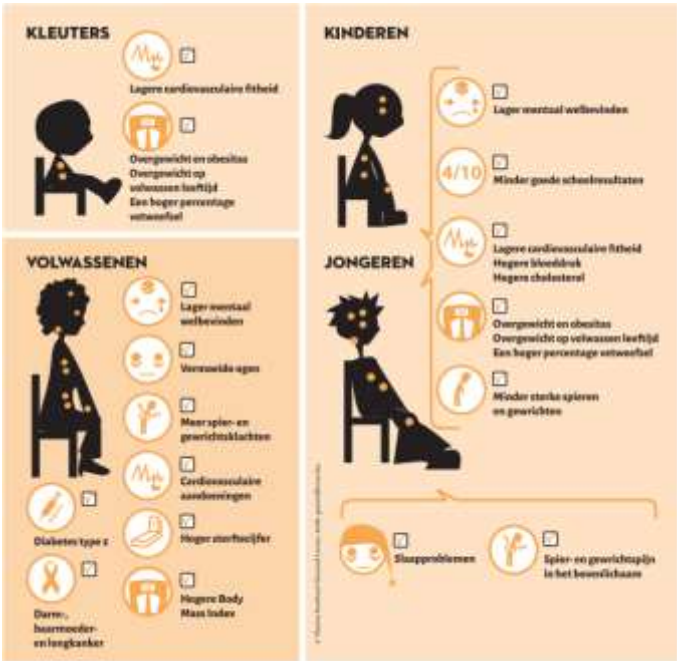 KLEUTERS
Lagere cardiovasculaire fitheid
Overgewicht en obesitas
Overgewicht op
volwassen leeftijd
Een hoger percentage
vetweefsel
VOLWASSENEN
Lager mentaal
welbevinden
Vermoeide ogen
Meer spier- en
gewrichtsklachten
Cardiovasculaire
aandoeningen
Diabetes type 2
Hoger sterftecijfer
Darm-,
baarmoeder-
en longkanker
Hogere Body
Mass Index
KINDEREN
Lager mentaal welbevinden
4/10
Minder goede schoolresultaten
JONGEREN
Lagere cardiovasculaire fitheid
Hogere bloeddruk
Hogere cholesterol
Overgewicht en obesitas
Overgewicht op volwassen leeftijd
Een hoger percentage vetweefsel
Minder sterke spieren
en gewrichten
Slaapproblemen
Spier- en gewrichtspijn
in het bovenlichaam